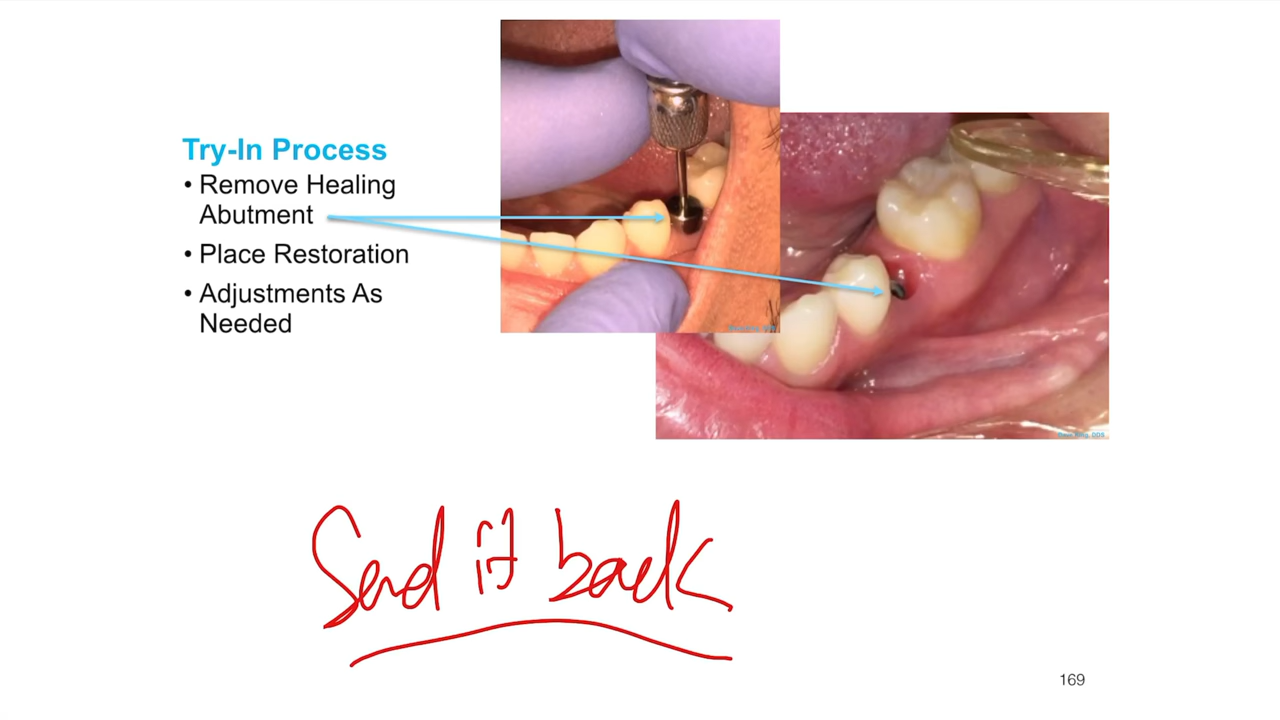 Try-In Process
• Remove Healing
Abutment
• Place Restoration
• Adjustments As
Needed
Send it back
169